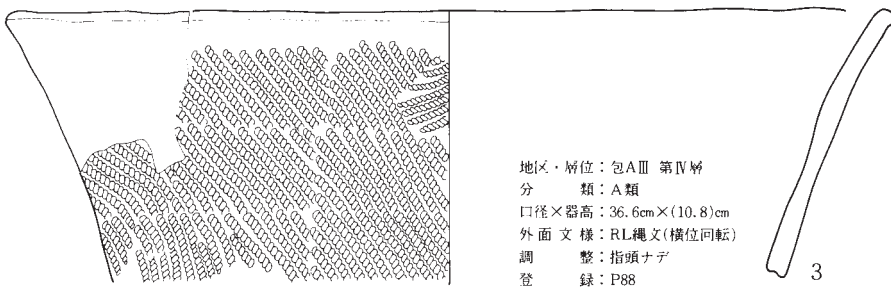 地区・層位：包AⅢ 第Ⅳ層
分　　類：A類
口径×器高：36.6cm×(10.8)cm
外面文様：RL縄文(横位回転)
調　　整：指頭ナデ
登　　録：P88
3